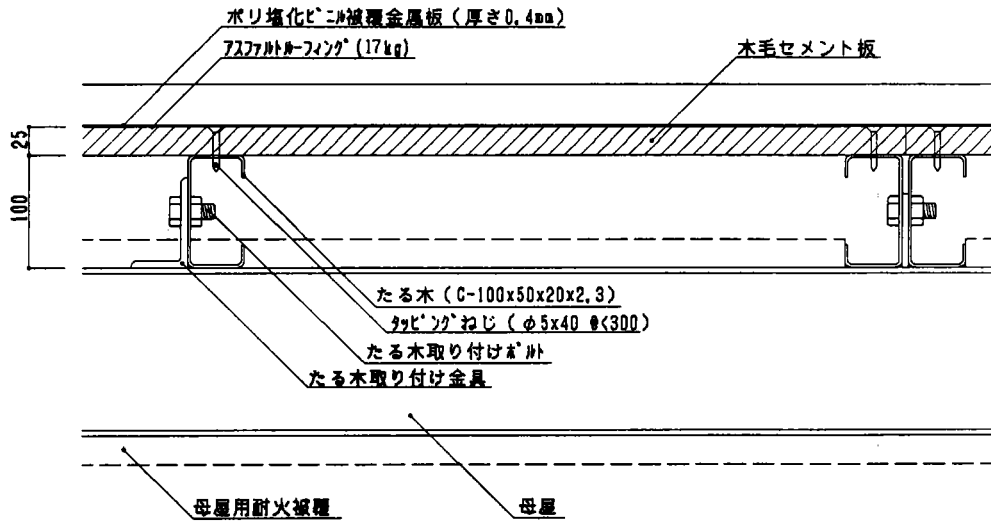 ポリ塩化ビニル被覆金属板(厚さ0.4mm)
アスファルトルーフィング(17kg)
木毛セメント板
25
100
たる木(C-100x50x20x2.3)
タッピングねじ(φ5x40 @<300)
たる木取り付けボルト
たる木取り付け金具
母屋用耐火被覆
母屋